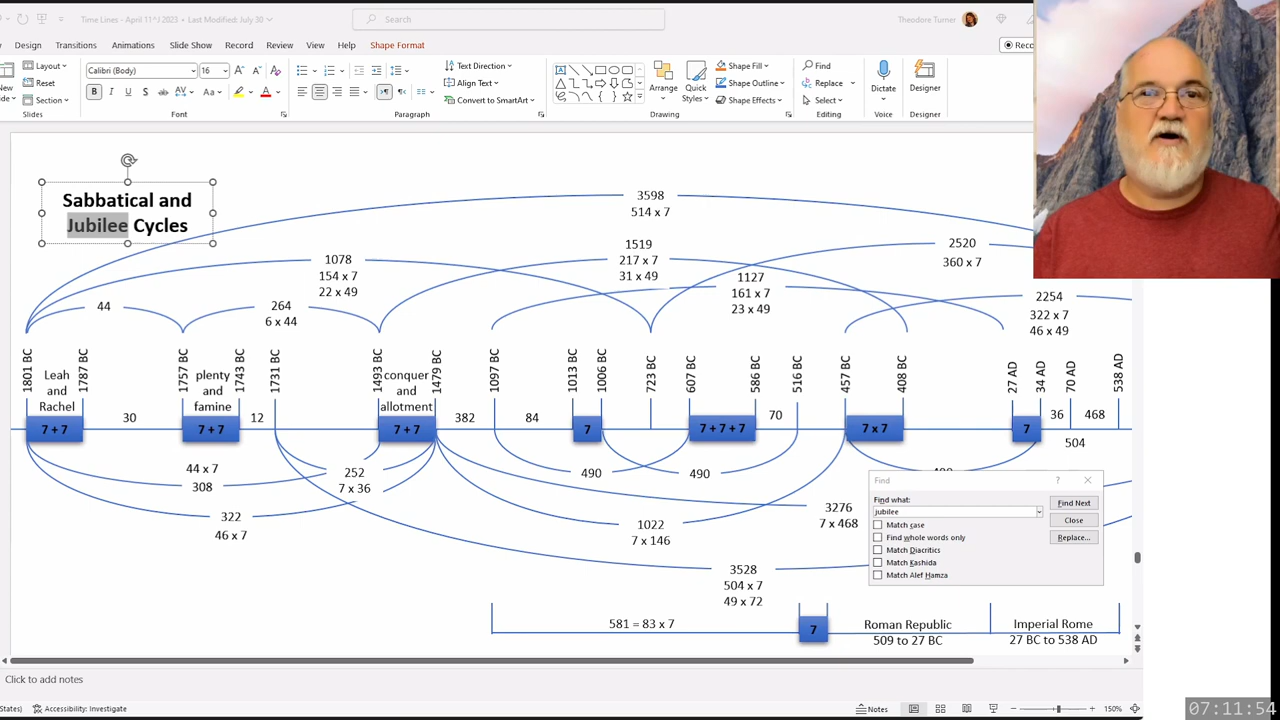 Time Lines - April 11^J.2023 • Last Modified: July 30
Search
Theodore Turner
Design Transitions Animations Slide Show Record Review View Help Shape Format
Layout
Reset
Section
Slides
Calibri (Body) 16
Font
Paragraph
Text Direction
Align Text
Convert to SmartArt
Arrange
Quick Styles
Shape Fill
Shape Outline
Shape Effects
Drawing
Find
Replace
Select
Editing
Dictate
Voice
Designer
Designer
Sabbatical and
Jubilee Cycles
3598
514 x 7
1078
154 x 7
22 x 49
1519
217 x 7
31 x 49
2520
360 x 7
1127
161 x 7
23 x 49
2254
322 x 7
46 x 49
44
264
6 x 44
1801 BC
1787 BC
1757 BC
1743 BC
1731 BC
1493 BC
1479 BC
1097 BC
1013 BC
1006 BC
723 BC
607 BC
586 BC
516 BC
457 BC
408 BC
27 AD
34 AD
70 AD
538 AD
Leah
and
Rachel
plenty
and
famine
conquer
and
allotment
7 + 7
30
7 + 7
12
7 + 7
382
84
7
7 + 7 + 7
70
7 x 7
7
36
468
504
44 x 7
308
252
7 x 36
490
490
322
46 x 7
1022
7 x 146
3276
7 x 468
3528
504 x 7
49 x 72
581 = 83 x 7
7
Roman Republic
509 to 27 BC
Imperial Rome
27 BC to 538 AD
Find
?
Find what:
jubilee
Match case
Find whole words only
Match Diacritics
Match Kashida
Match Alef Hamza
Find Next
Close
Replace...
Click to add notes
States)
Accessibility: Investigate
Notes
150%
07:11:54